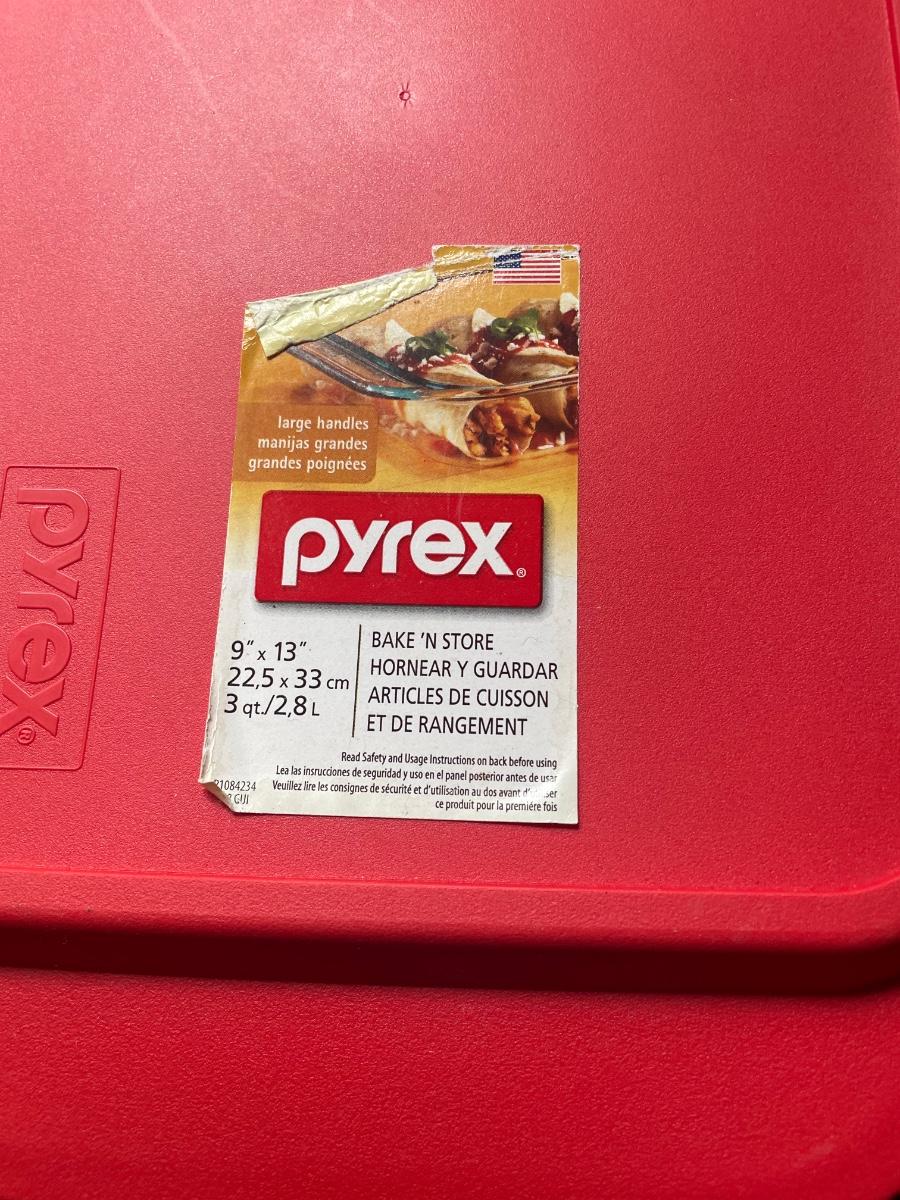 large handles
manijas grandes
grandes poignées
pyrex®
9" x 13"
22,5 x 33 cm
3 qt./2,8 L
BAKE 'N STORE
HORNEAR Y GUARDAR
ARTICLES DE CUISSON
ET DE RANGEMENT
Read Safety and Usage Instructions on back before using
Lea las insrucciones de seguridad y uso en el panel posterior antes de usar
Veuillez lire les consignes de sécurité et d'utilisation au dos avant
ce produit pour la première fois
1084234
pyrex®